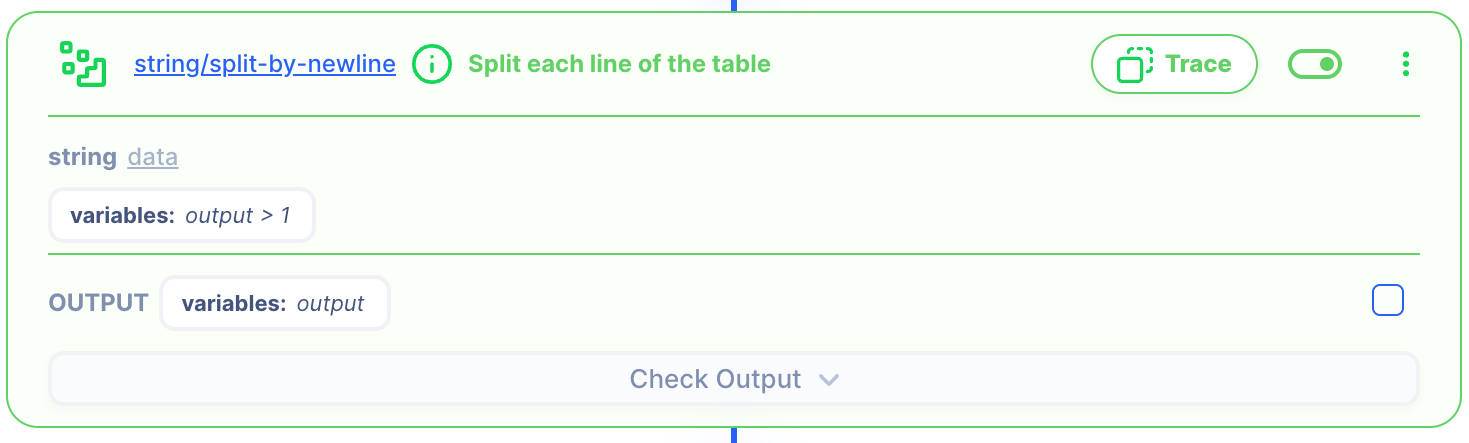 string/split-by-newline Split each line of the table Trace
string data
variables: output > 1
OUTPUT variables: output
Check Output